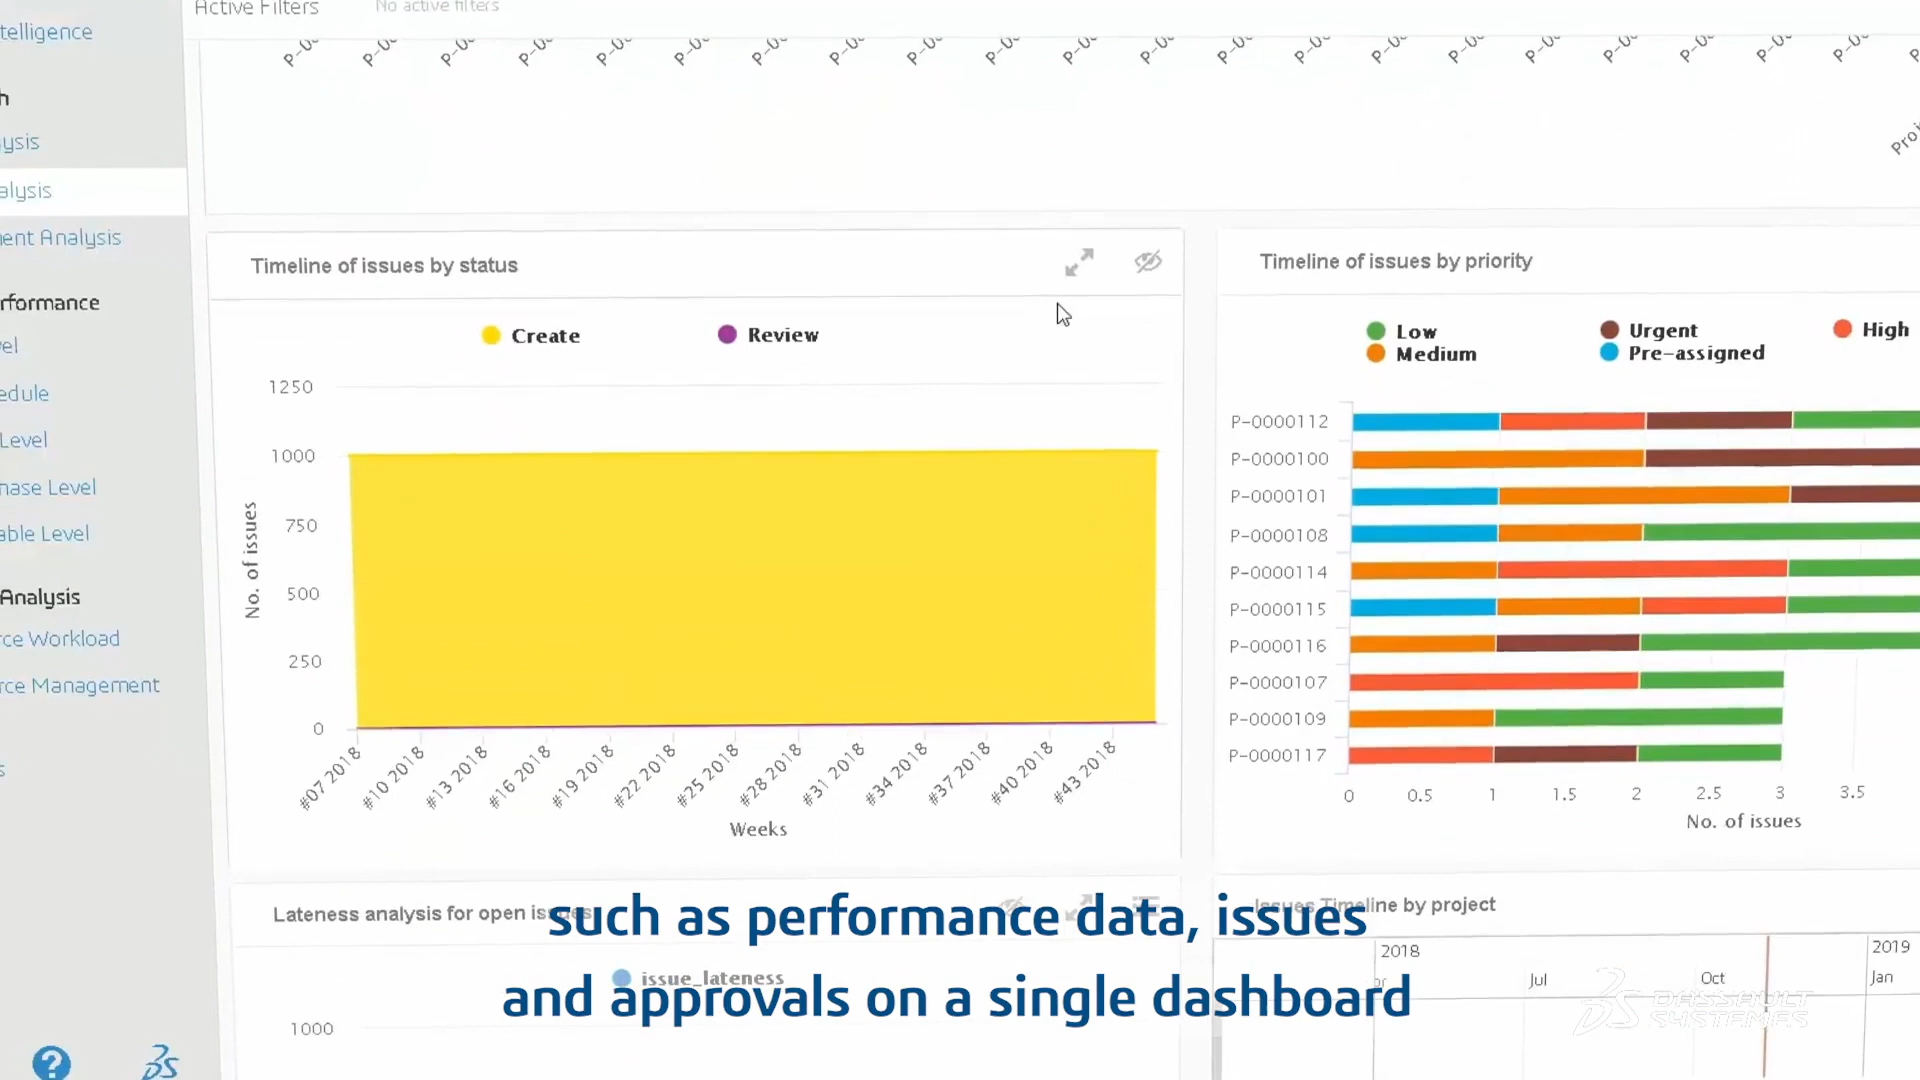 Active Filters
No active filters
telligence
h
ysis
alysis
ent Analysis
rformance
el
edule
Level
hase Level
able Level
Analysis
rce Workload
rce Management
s
Timeline of issues by status
Create
Review
1250
1000
750
500
250
0
No. of issues
#07 2018
#10 2018
#13 2018
#16 2018
#19 2018
#22 2018
#25 2018
#28 2018
#31 2018
#34 2018
#37 2018
#40 2018
#43 2018
Weeks
Timeline of issues by priority
Low
Urgent
High
Medium
Pre-assigned
P-0000112
P-0000100
P-0000101
P-0000108
P-0000114
P-0000115
P-0000116
P-0000107
P-0000109
P-0000117
0 0.5 1 1.5 2 2.5 3 3.5
No. of issues
Lateness analysis for open issues
issue_lateness
1000
Issues Timeline by project
2018
2019
Jul
Oct
Jan
such as performance data, issues
and approvals on a single dashboard
DASSAULT
SYSTEMES